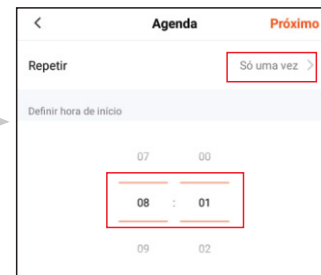 < Agenda Próximo
Repetir Só uma vez >
Definir hora de início
07 00
08 : 01
09 02